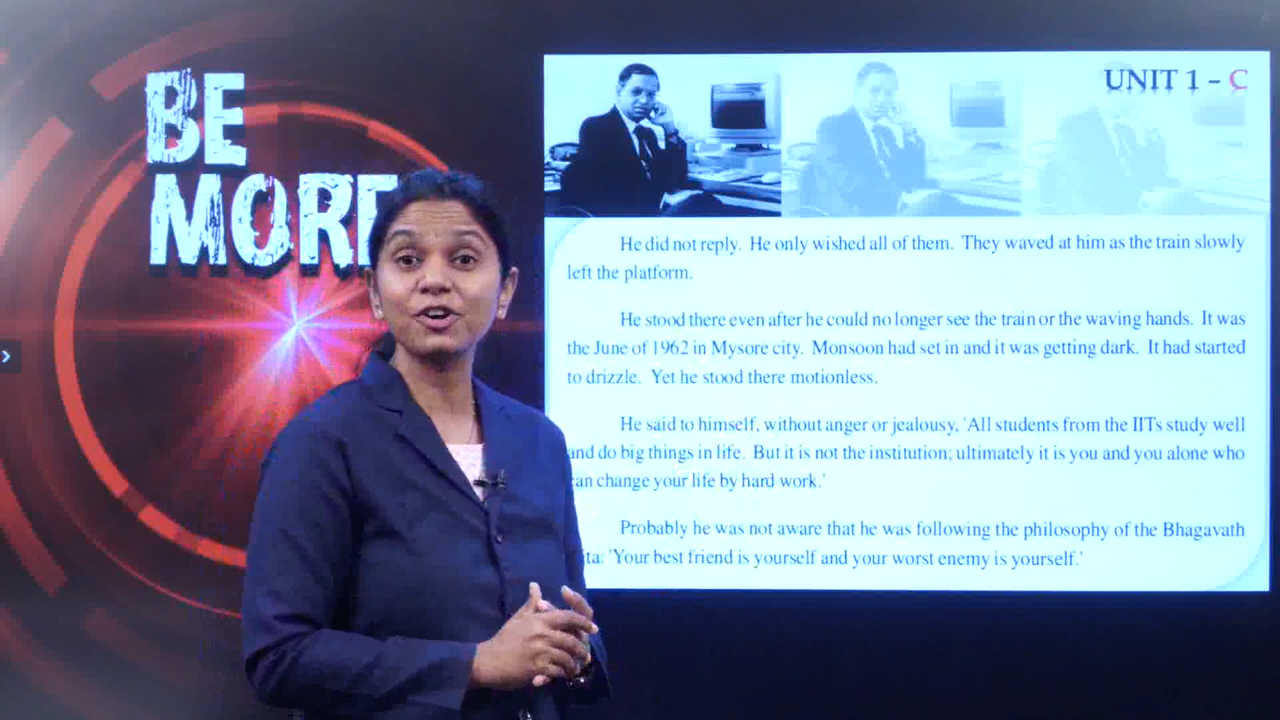 BE
MORE
UNIT 1 – C
He did not reply. He only wished all of them. They waved at him as the train slowly
left the platform.
He stood there even after he could no longer see the train or the waving hands. It was
the June of 1962 in Mysore city. Monsoon had set in and it was getting dark. It had started
to drizzle. Yet he stood there motionless.
He said to himself, without anger or jealousy, 'All students from the IITs study well
and do big things in life. But it is not the institution; ultimately it is you and you alone who
can change your life by hard work.'
Probably he was not aware that he was following the philosophy of the Bhagavath
ita: 'Your best friend is yourself and your worst enemy is yourself.'